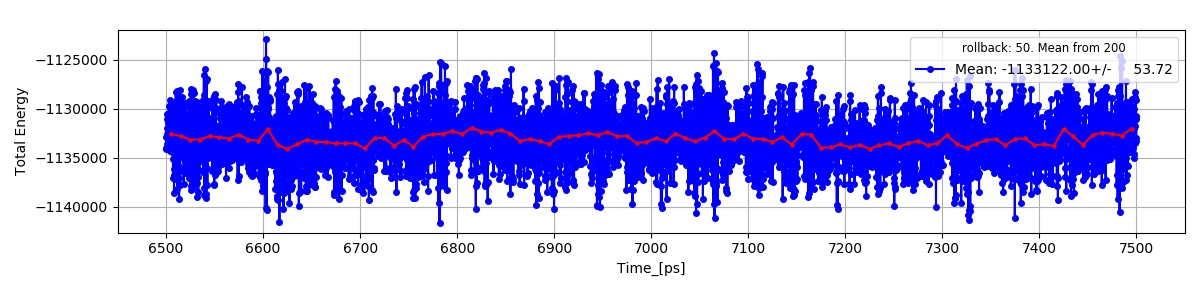 rollback: 50. Mean from 200
Mean: -1133122.00+/-     53.72
Total Energy
−1125000
−1130000
−1135000
−1140000
6500 6600 6700 6800 6900 7000 7100 7200 7300 7400 7500
Time_[ps]